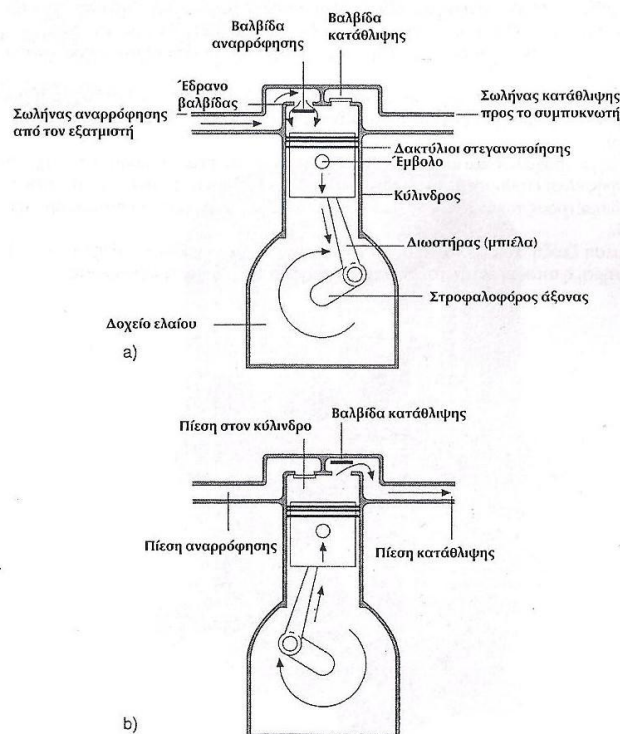 Βαλβίδα
αναρρόφησης
Βαλβίδα
κατάθλιψης
Έδρανο
βαλβίδας
Σωλήνας αναρρόφησης
από τον εξατμιστή
Σωλήνας κατάθλιψης
προς το συμπυκνωτή
Δακτύλιοι στεγανοποίησης
Έμβολο
Κύλινδρος
Διωστήρας (μπιέλα)
Στροφαλοφόρος άξονας
Δοχείο ελαίου
a)
Πίεση στον κύλινδρο
Βαλβίδα κατάθλιψης
Πίεση αναρρόφησης
Πίεση κατάθλιψης
b)